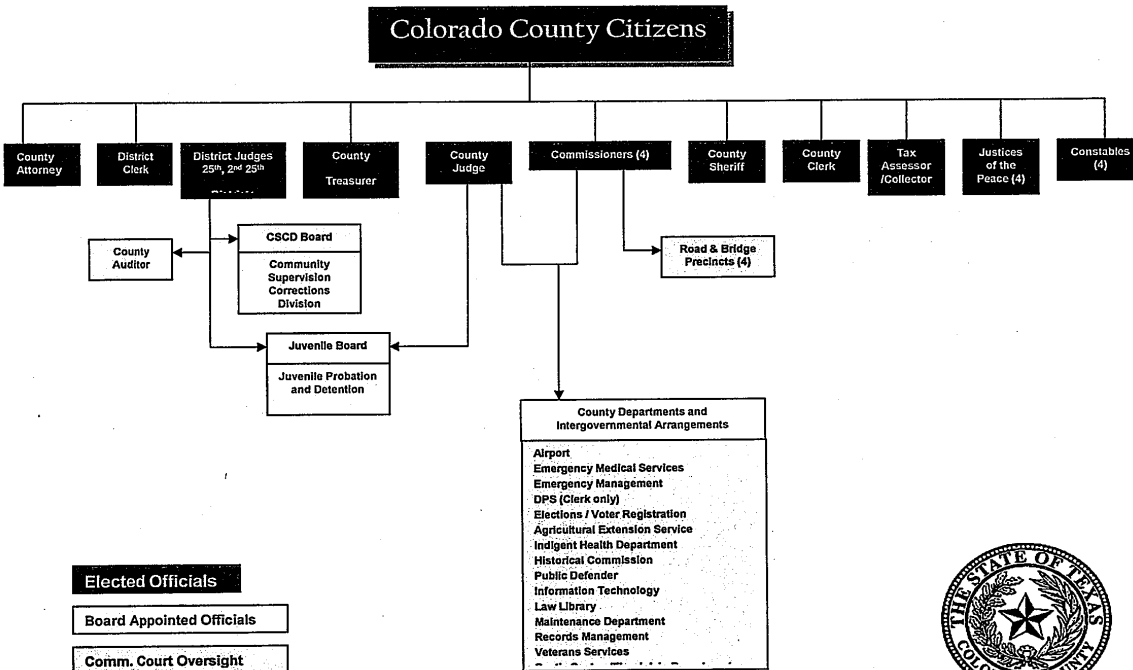 Colorado County Citizens
County
Attorney
District
Clerk
District Judges
25th, 2nd 25th
County
Treasurer
County
Judge
Commissioners (4)
County
Sheriff
County
Clerk
Tax
Assessor
/Collector
Justices
of the
Peace (4)
Constables
(4)
County
Auditor
CSCD Board
Community
Supervision
Corrections
Division
Road & Bridge
Precincts (4)
Juvenile Board
Juvenile Probation
and Detention
County Departments and
Intergovernmental Arrangements
Airport
Emergency Medical Services
Emergency Management
DPS (Clerk only)
Elections / Voter Registration
Agricultural Extension Service
Indigent Health Department
Historical Commission
Public Defender
Information Technology
Law Library
Maintenance Department
Records Management
Veterans Services
Elected Officials
Board Appointed Officials
Comm. Court Oversight
THE STATE OF TEXAS